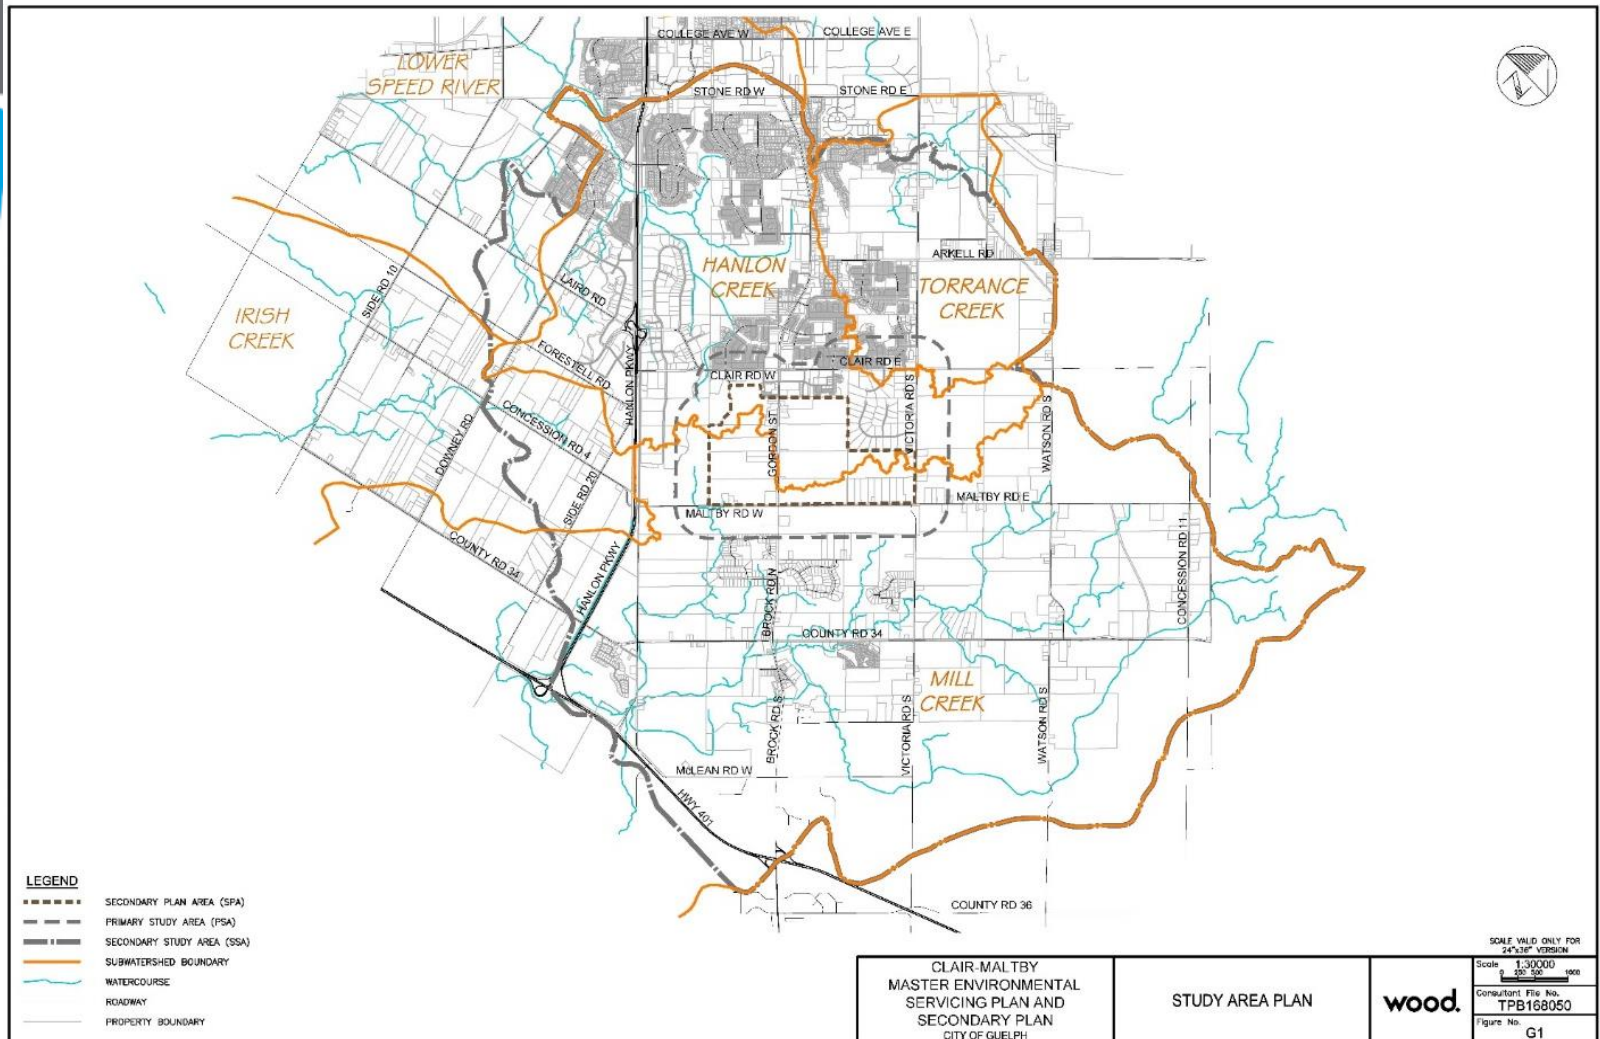 COLLEGE AVE W
COLLEGE AVE E
LOWER
SPEED RIVER
STONE RD W
STONE RD E
ARKELL RD
HANLON
CREEK
TORRANCE
CREEK
LAIRD RD
SIDE RD 10
IRISH
CREEK
FORESTELL RD
HANLON PKWY
CLAIR RD W
CLAIR RD E
CONCESSION RD 4
DOWNEY RD
GORDON ST
VICTORIA RD S
WATSON RD S
SIDE RD 20
MALTBY RD W
MALTBY RD E
COUNTY RD 34
HANLON PKWY
BROCK RD N
CONCESSION RD 11
COUNTY RD 34
MILL
CREEK
BROCK RD S
VICTORIA RD S
WATSON RD S
McLEAN RD W
HWY 401
COUNTY RD 36
LEGEND
SECONDARY PLAN AREA (SPA)
PRIMARY STUDY AREA (PSA)
SECONDARY STUDY AREA (SSA)
SUBWATERSHED BOUNDARY
WATERCOURSE
ROADWAY
PROPERTY BOUNDARY
CLAIR-MALTBY
MASTER ENVIRONMENTAL
SERVICING PLAN AND
SECONDARY PLAN
CITY OF GUELPH
STUDY AREA PLAN
wood.
SCALE VALID ONLY FOR
24"x36" VERSION
Scale 1:30000
0 250 500 1000
Consultant File No.
TPB168050
Figure No.
G1